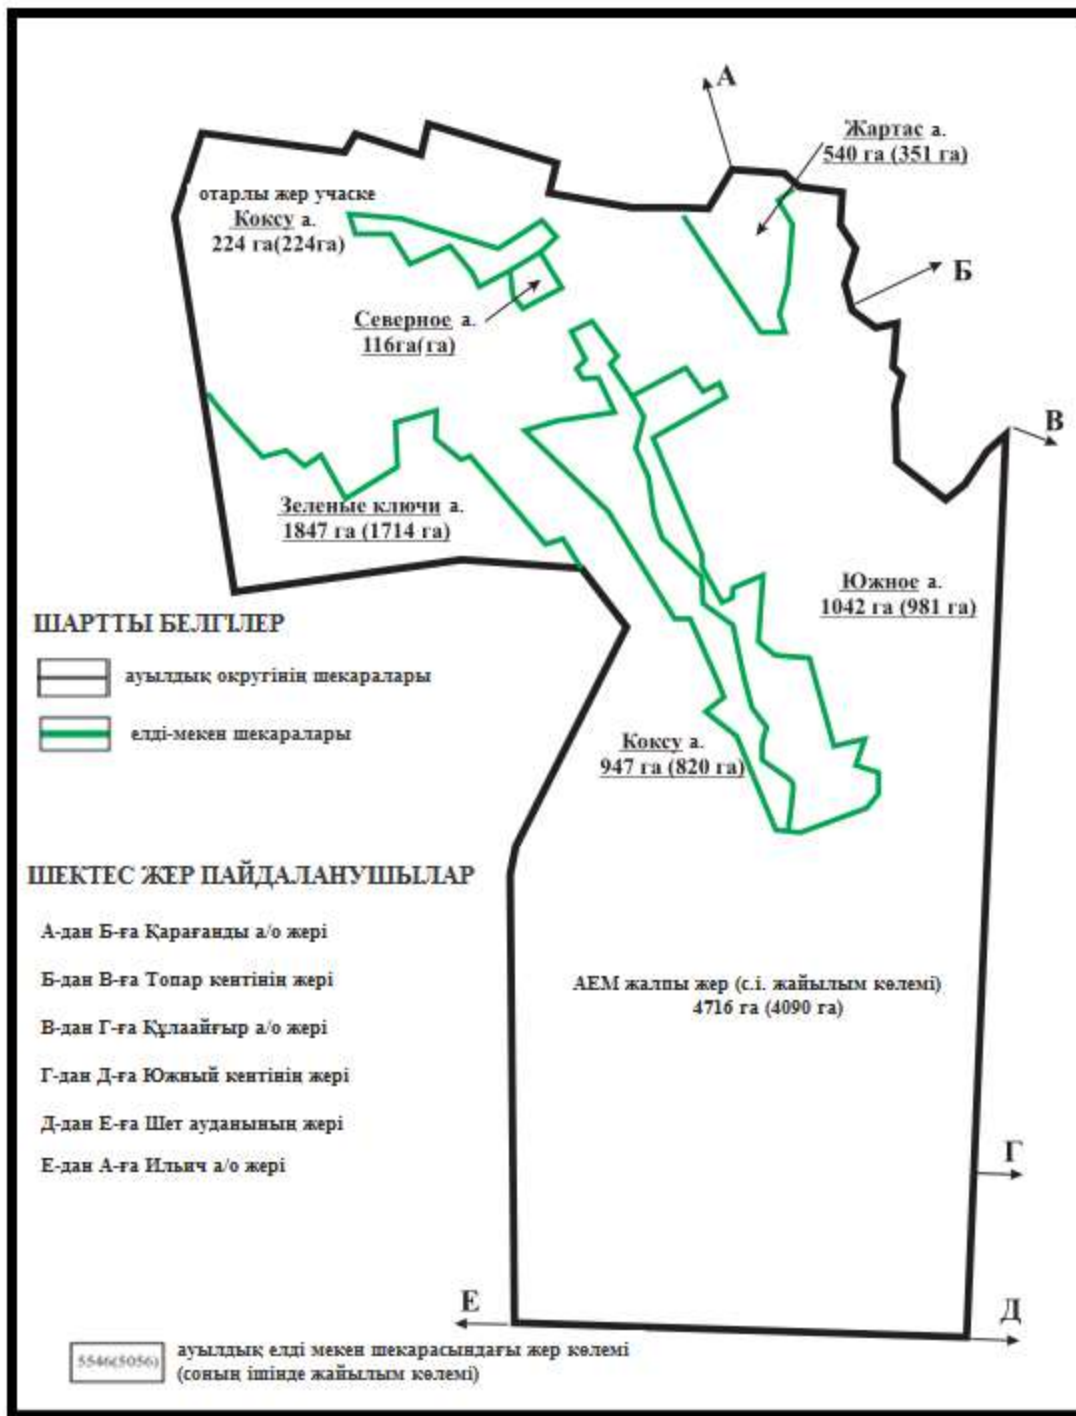 А
Жартас а.
540 га (351 га)
отарлы жер учаске
Коксу а.
224 га(224га)
Б
Северное а.
116га(га)
В
Зеленые ключи а.
1847 га (1714 га)
Южное а.
1042 га (981 га)
ШАРТТЫ БЕЛГІЛЕР
ауылдық округінің шекаралары
елді-мекен шекаралары
Коксу а.
947 га (820 га)
ШЕКТЕС ЖЕР ПАЙДАЛАНУШЫЛАР
А-дан Б-ға Қарағанды а/о жері
Б-дан В-ға Топар кентінің жері
В-дан Г-ға Құлаайғыр а/о жері
Г-дан Д-ға Южный кентінің жері
Д-дан Е-ға Шет ауданының жері
Е-дан А-ға Ильич а/о жері
АЕМ жалпы жер (с.і. жайылым көлемі)
4716 га (4090 га)
Г
Е
Д
5546(5056)
ауылдық елді мекен шекарасындағы жер көлемі
(соның ішінде жайылым көлемі)